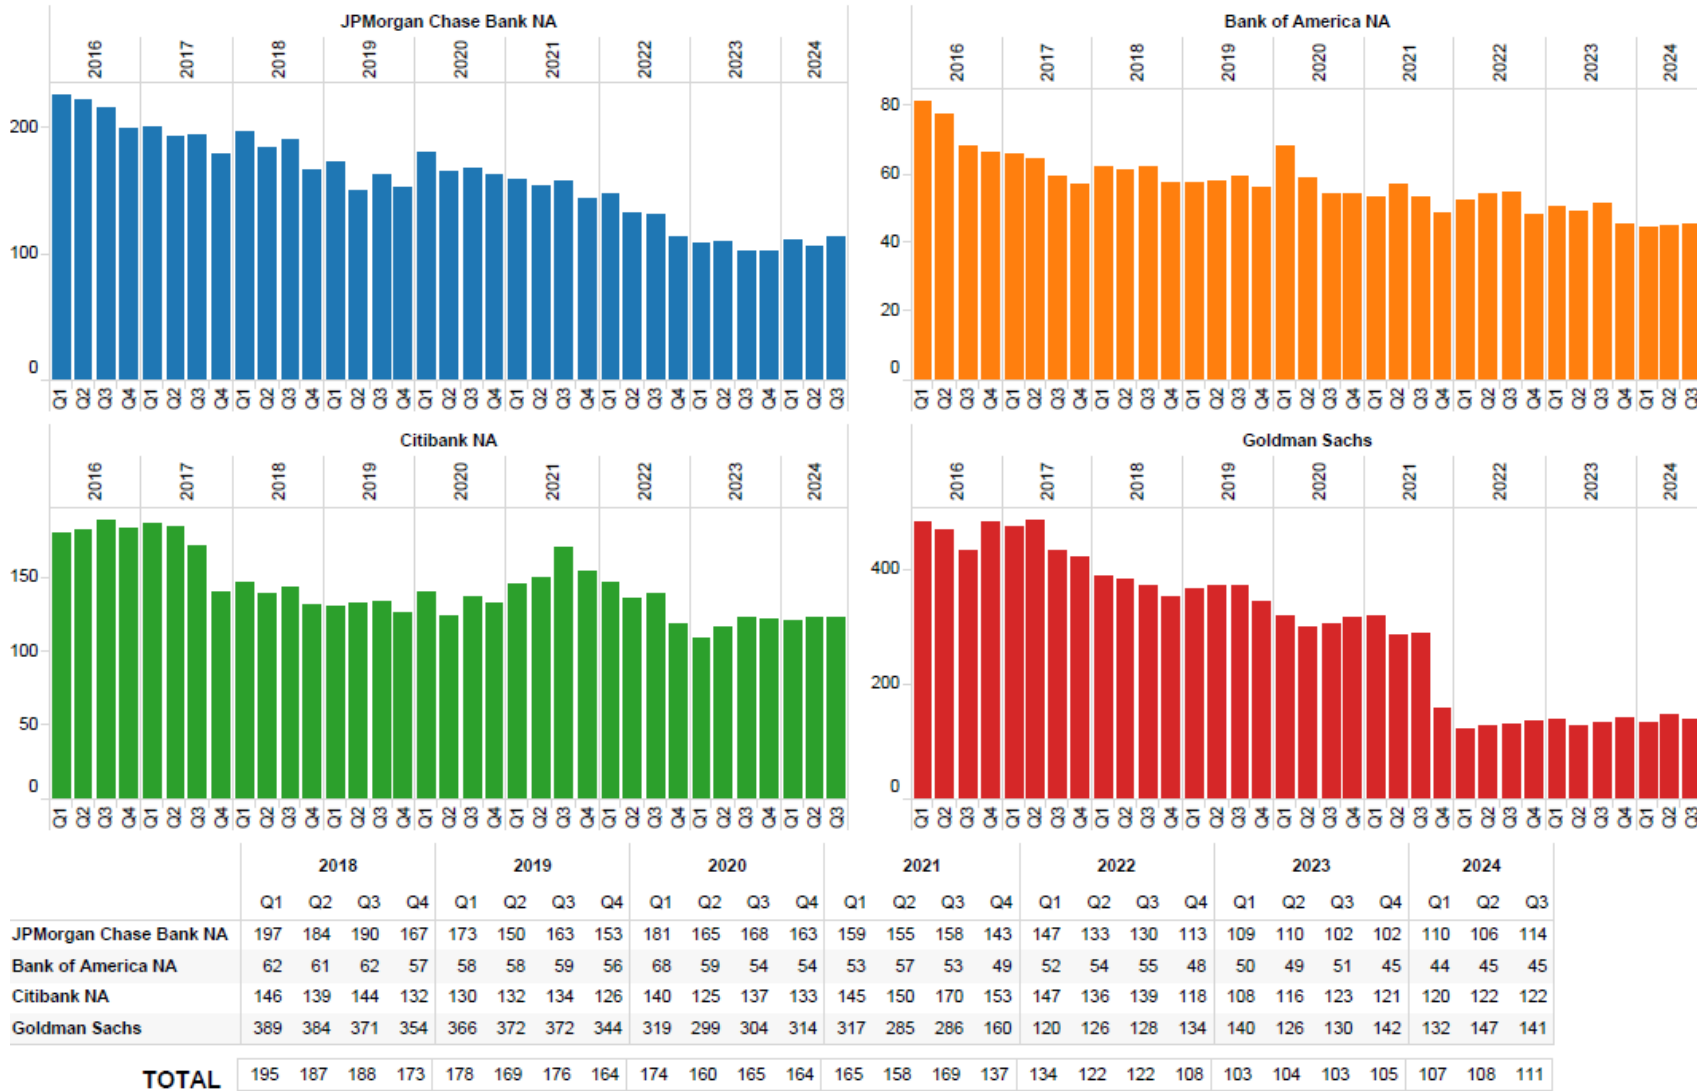 JPMorgan Chase Bank NA
2016 2017 2018 2019 2020 2021 2022 2023 2024
200
100
0
Q1 Q2 Q3 Q4 Q1 Q2 Q3 Q4 Q1 Q2 Q3 Q4 Q1 Q2 Q3 Q4 Q1 Q2 Q3 Q4 Q1 Q2 Q3 Q4 Q1 Q2 Q3 Q4 Q1 Q2 Q3 Q4 Q1 Q2 Q3
Bank of America NA
2016 2017 2018 2019 2020 2021 2022 2023 2024
80
60
40
20
0
Q1 Q2 Q3 Q4 Q1 Q2 Q3 Q4 Q1 Q2 Q3 Q4 Q1 Q2 Q3 Q4 Q1 Q2 Q3 Q4 Q1 Q2 Q3 Q4 Q1 Q2 Q3 Q4 Q1 Q2 Q3 Q4 Q1 Q2 Q3
Citibank NA
2016 2017 2018 2019 2020 2021 2022 2023 2024
150
100
50
0
Q1 Q2 Q3 Q4 Q1 Q2 Q3 Q4 Q1 Q2 Q3 Q4 Q1 Q2 Q3 Q4 Q1 Q2 Q3 Q4 Q1 Q2 Q3 Q4 Q1 Q2 Q3 Q4 Q1 Q2 Q3 Q4 Q1 Q2 Q3
Goldman Sachs
2016 2017 2018 2019 2020 2021 2022 2023 2024
400
200
0
Q1 Q2 Q3 Q4 Q1 Q2 Q3 Q4 Q1 Q2 Q3 Q4 Q1 Q2 Q3 Q4 Q1 Q2 Q3 Q4 Q1 Q2 Q3 Q4 Q1 Q2 Q3 Q4 Q1 Q2 Q3 Q4 Q1 Q2 Q3
2018 2019 2020 2021 2022 2023 2024
Q1 Q2 Q3 Q4 Q1 Q2 Q3 Q4 Q1 Q2 Q3 Q4 Q1 Q2 Q3 Q4 Q1 Q2 Q3 Q4 Q1 Q2 Q3 Q4 Q1 Q2 Q3
JPMorgan Chase Bank NA 197 184 190 167 173 150 163 153 181 165 168 163 159 155 158 143 147 133 130 113 109 110 102 102 110 106 114
Bank of America NA 62 61 62 57 58 58 59 56 68 59 54 54 53 57 53 49 52 54 55 48 50 49 51 45 44 45 45
Citibank NA 146 139 144 132 130 132 134 126 140 125 137 133 145 150 170 153 147 136 139 118 108 116 123 121 120 122 122
Goldman Sachs 389 384 371 354 366 372 372 344 319 299 304 314 317 285 286 160 120 126 128 134 140 126 130 142 132 147 141
TOTAL 195 187 188 173 178 169 176 164 174 160 165 164 165 158 169 137 134 122 122 108 103 104 103 105 107 108 111